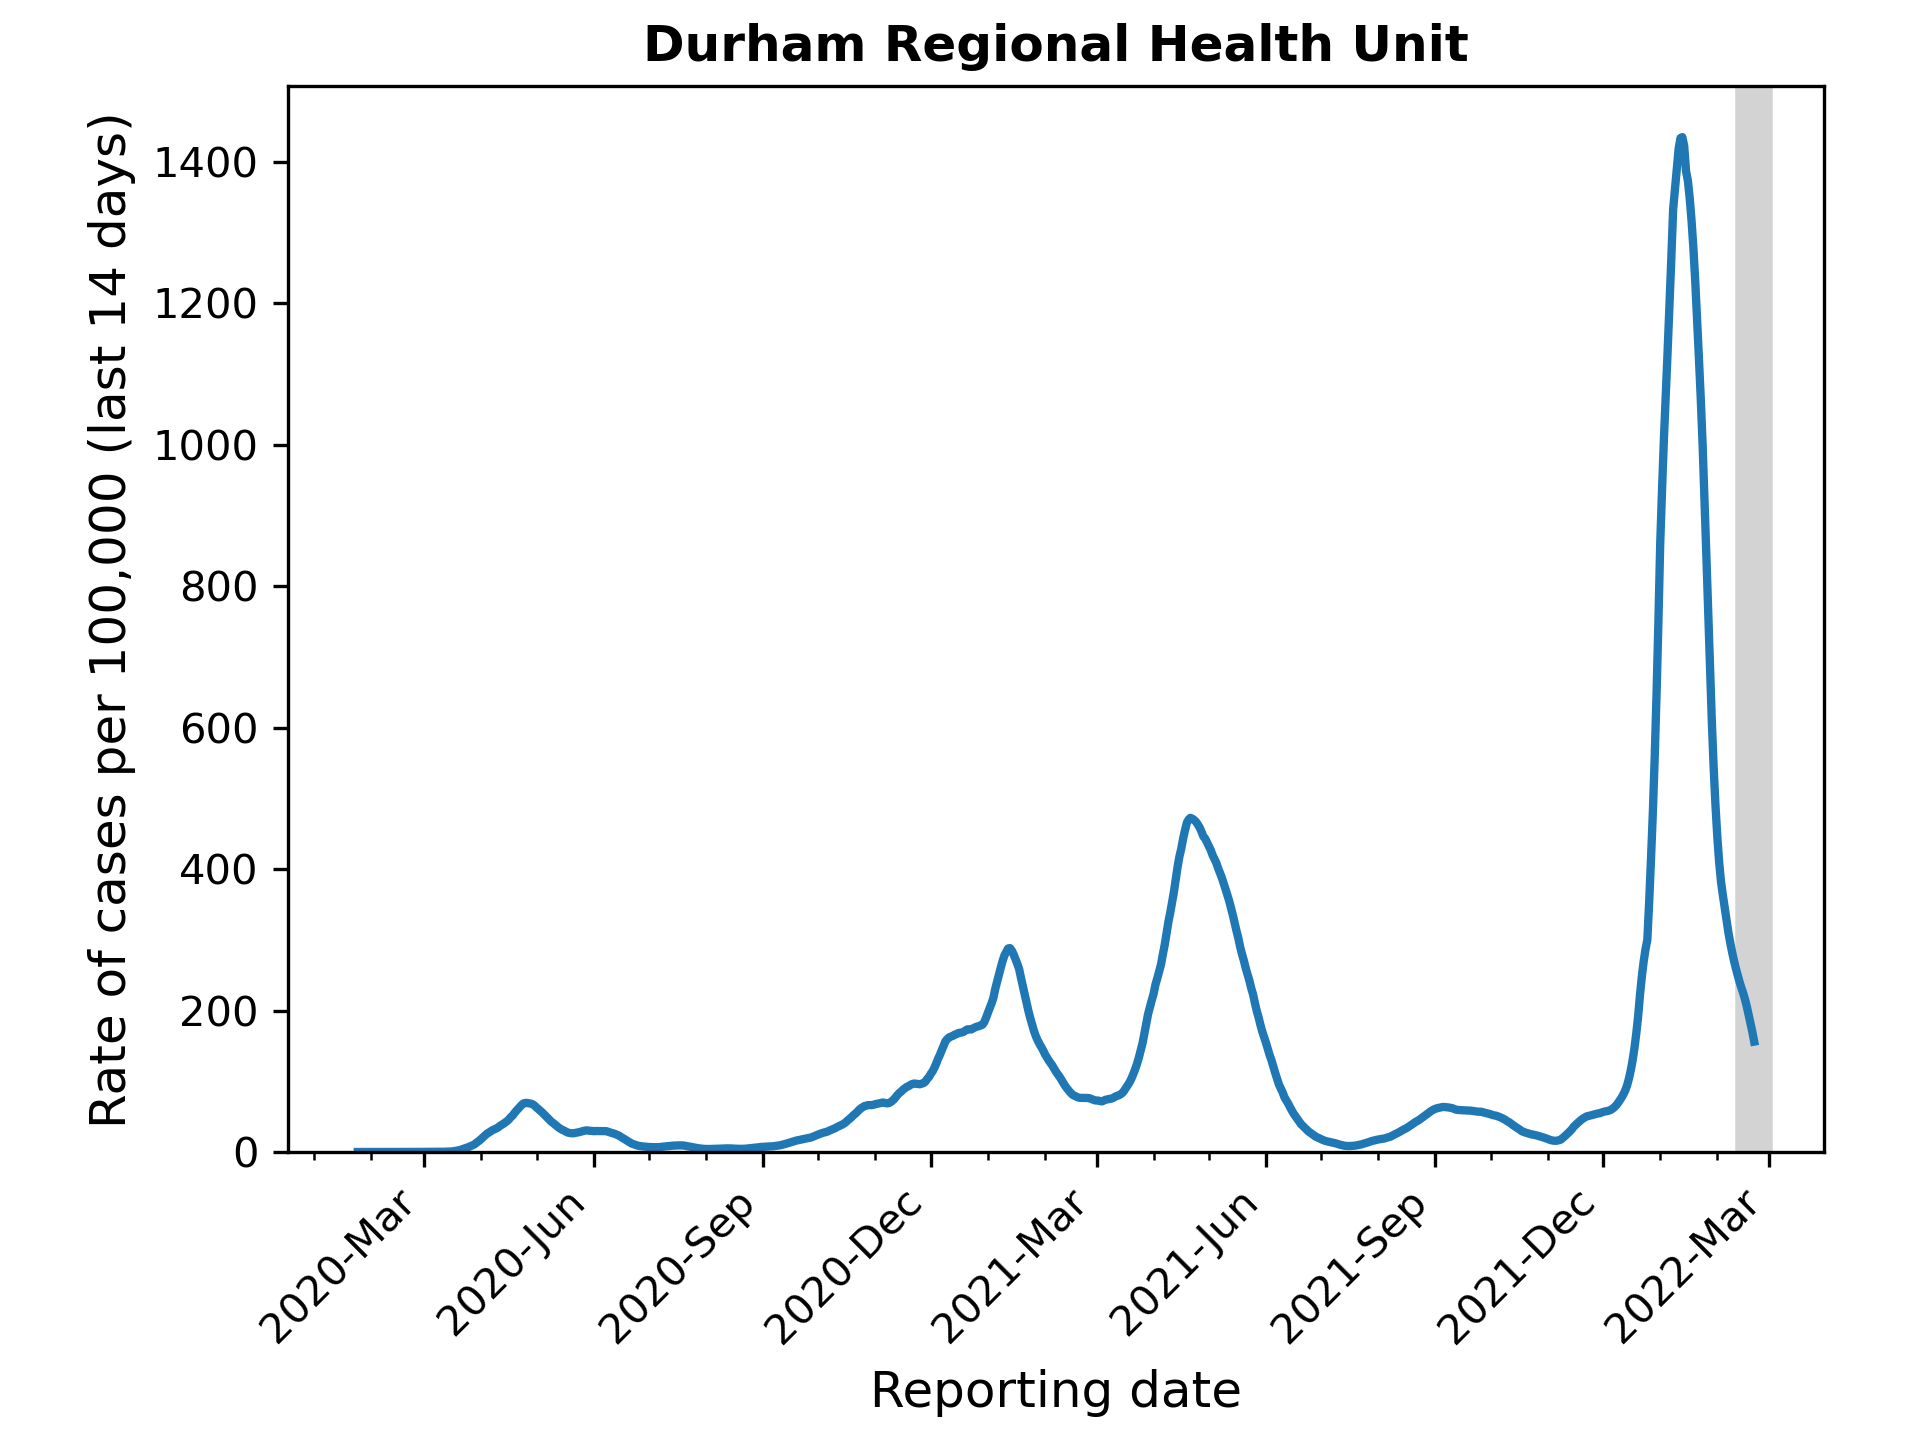 Durham Regional Health Unit
Rate of cases per 100,000 (last 14 days)
1400
1200
1000
800
600
400
200
0
2020-Mar
2020-Jun
2020-Sep
2020-Dec
2021-Mar
2021-Jun
2021-Sep
2021-Dec
2022-Mar
Reporting date